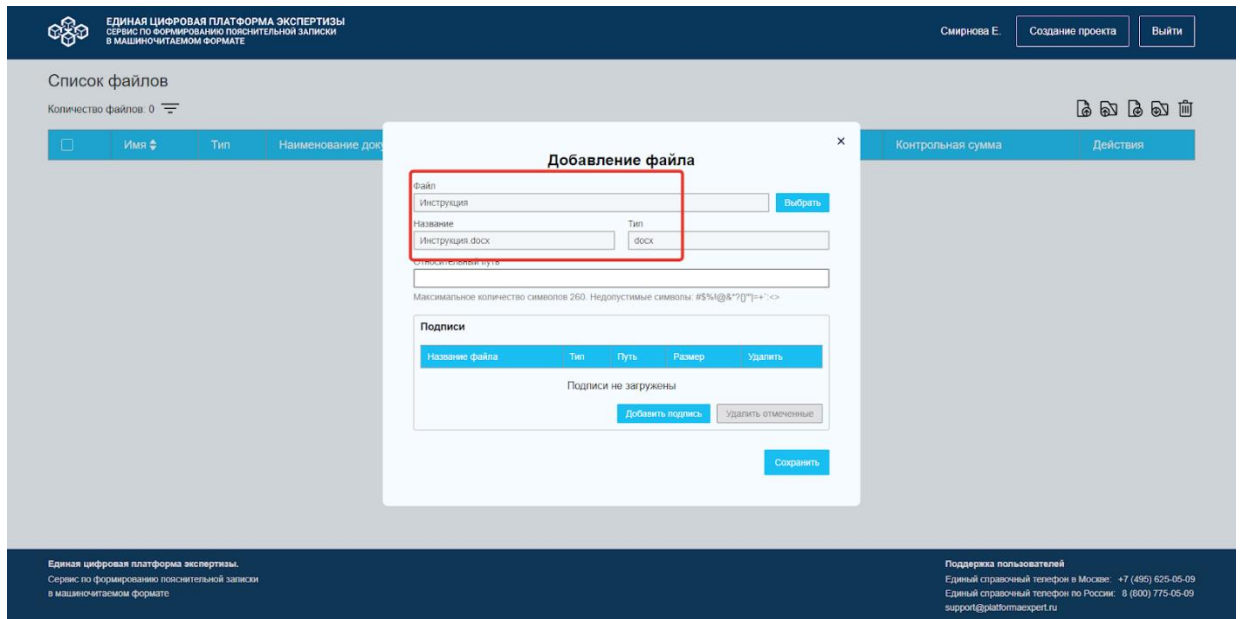 ЕДИНАЯ ЦИФРОВАЯ ПЛАТФОРМА ЭКСПЕРТИЗЫ
СЕРВИС ПО ФОРМИРОВАНИЮ ПОЯСНИТЕЛЬНОЙ ЗАПИСКИ
В МАШИНОЧИТАЕМОМ ФОРМАТЕ
Смирнова Е. Создание проекта Выйти
Список файлов
Количество файлов: 0
Имя Тип Наименование док Контрольная сумма Действия
×
Добавление файла
Файл
Инструкция Выбрать
Название Тип
Инструкция.docx docx
Относительный путь
Максимальное количество символов 260. Недопустимые символы:
Подписи
Название файла Тип Путь Размер Удалить
Подписи не загружены
Добавить подпись Удалить отмеченные
Сохранить
Единая цифровая платформа экспертизы.
Сервис по формированию пояснительной записки
в машиночитаемом формате
Поддержка пользователей
Единый справочный телефон в Москве: +7 (495) 625-05-09
Единый справочный телефон по России: 8 (800) 775-05-09
support@platformaexpert.ru